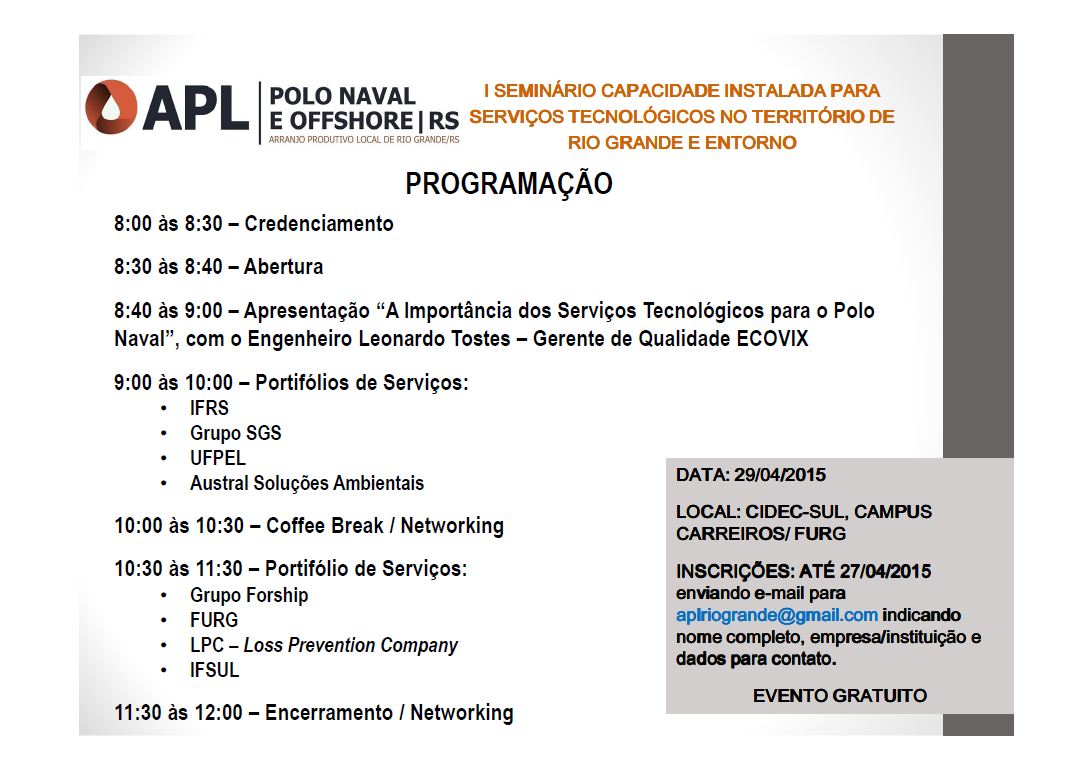 APL
POLO NAVAL
E OFFSHORE|RS
ARRANJO PRODUTIVO LOCAL DE RIO GRANDE/RS
I SEMINÁRIO CAPACIDADE INSTALADA PARA
SERVIÇOS TECNOLÓGICOS NO TERRITÓRIO DE
RIO GRANDE E ENTORNO
PROGRAMAÇÃO
8:00 às 8:30 – Credenciamento
8:30 às 8:40 – Abertura
8:40 às 9:00 – Apresentação “A Importância dos Serviços Tecnológicos para o Polo
Naval”, com o Engenheiro Leonardo Tostes – Gerente de Qualidade ECOVIX
9:00 às 10:00 – Portifólios de Serviços:
• IFRS
• Grupo SGS
• UFPEL
• Austral Soluções Ambientais
10:00 às 10:30 – Coffee Break / Networking
10:30 às 11:30 – Portifólio de Serviços:
• Grupo Forship
• FURG
• LPC – Loss Prevention Company
• IFSUL
11:30 às 12:00 – Encerramento / Networking
DATA: 29/04/2015
LOCAL: CIDEC-SUL, CAMPUS
CARREIROS/ FURG
INSCRIÇÕES: ATÉ 27/04/2015
enviando e-mail para
aplriogrande@gmail.com indicando
nome completo, empresa/instituição e
dados para contato.
EVENTO GRATUITO